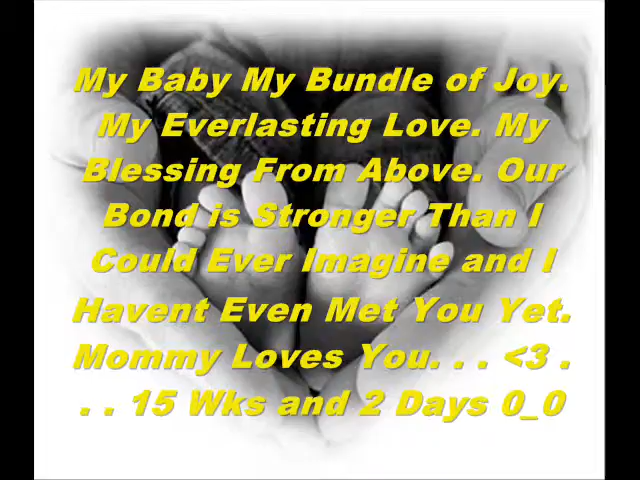 My Baby My Bundle of Joy.
My Everlasting Love. My
Blessing From Above. Our
Bond is Stronger Than I
Could Ever Imagine and I
Havent Even Met You Yet.
Mommy Loves You. . . <3 .
. . 15 Wks and 2 Days 0_0